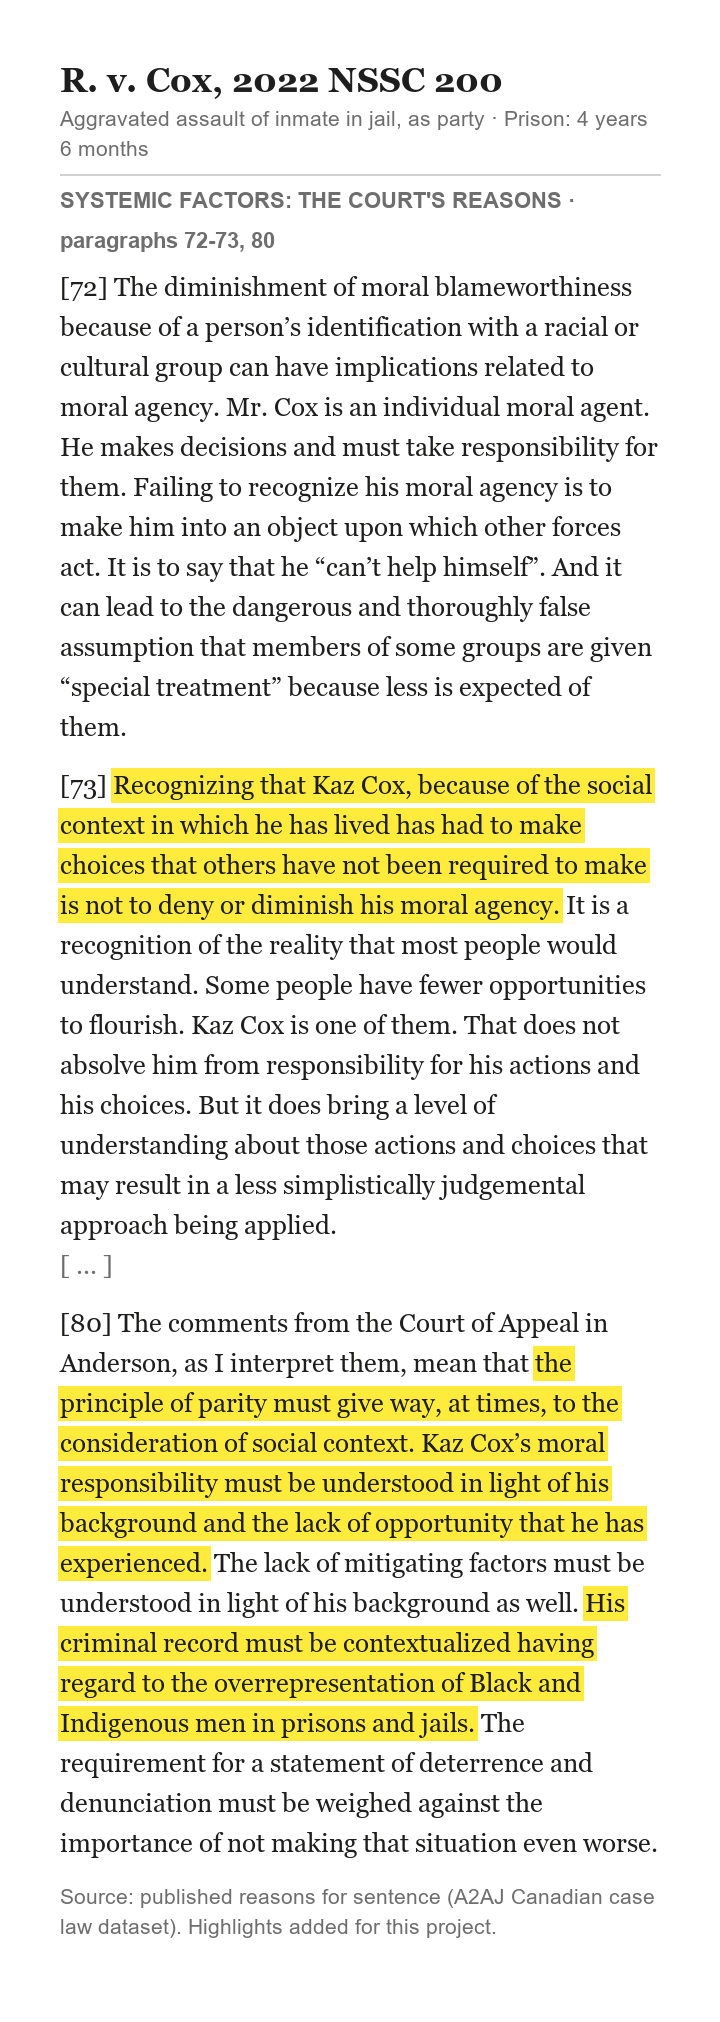 R. v. Cox, 2022 NSSC 200
Aggravated assault of inmate in jail, as party · Prison: 4 years
6 months
SYSTEMIC FACTORS: THE COURT'S REASONS ·
paragraphs 72-73, 80
[72] The diminishment of moral blameworthiness
because of a person’s identification with a racial or
cultural group can have implications related to
moral agency. Mr. Cox is an individual moral agent.
He makes decisions and must take responsibility for
them. Failing to recognize his moral agency is to
make him into an object upon which other forces
act. It is to say that he “can’t help himself”. And it
can lead to the dangerous and thoroughly false
assumption that members of some groups are given
“special treatment” because less is expected of
them.
[73] Recognizing that Kaz Cox, because of the social
context in which he has lived has had to make
choices that others have not been required to make
is not to deny or diminish his moral agency. It is a
recognition of the reality that most people would
understand. Some people have fewer opportunities
to flourish. Kaz Cox is one of them. That does not
absolve him from responsibility for his actions and
his choices. But it does bring a level of
understanding about those actions and choices that
may result in a less simplistically judgemental
approach being applied.
[ ... ]
[80] The comments from the Court of Appeal in
Anderson, as I interpret them, mean that the
principle of parity must give way, at times, to the
consideration of social context. Kaz Cox’s moral
responsibility must be understood in light of his
background and the lack of opportunity that he has
experienced. The lack of mitigating factors must be
understood in light of his background as well. His
criminal record must be contextualized having
regard to the overrepresentation of Black and
Indigenous men in prisons and jails. The
requirement for a statement of deterrence and
denunciation must be weighed against the
importance of not making that situation even worse.
Source: published reasons for sentence (A2AJ Canadian case
law dataset). Highlights added for this project.